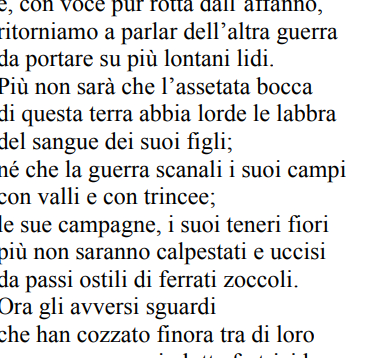 e, con voce pur rotta dall'affanno,
ritorniamo a parlar dell'altra guerra
da portare su più lontani lidi.
Più non sarà che l'assetata bocca
di questa terra abbia lorde le labbra
del sangue dei suoi figli;
né che la guerra scanali i suoi campi
con valli e con trincee;
le sue campagne, i suoi teneri fiori
più non saranno calpestati e uccisi
da passi ostili di ferrati zoccoli.
Ora gli avversi sguardi
che han cozzato finora tra di loro